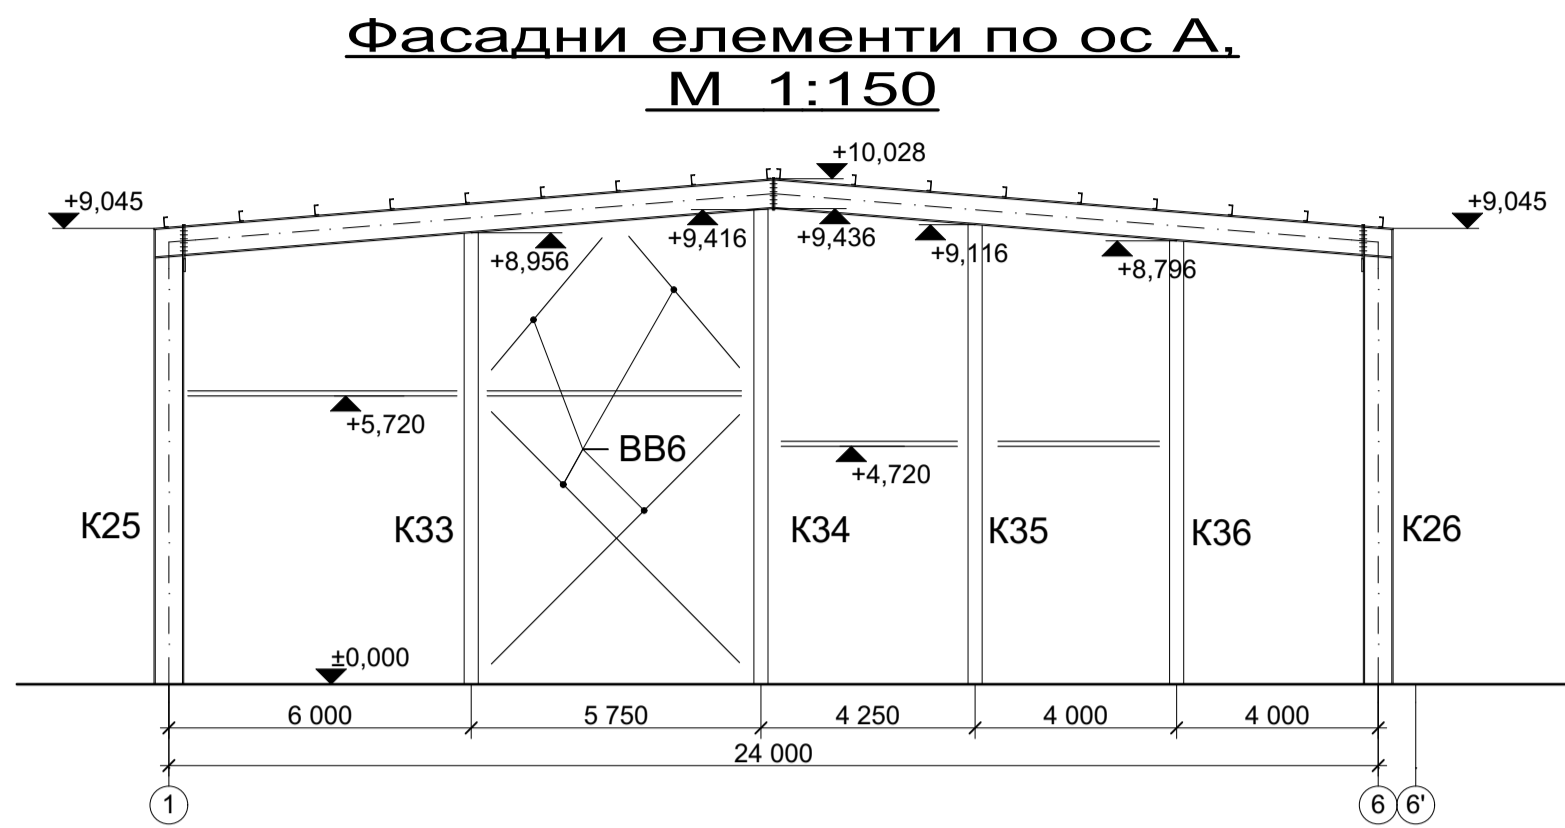 Фасадни елементи по ос А,
М 1:150
+10,028
+9,045
+9,045
+9,416
+9,436
+8,956
+9,116
+8,796
+5,720
ВВ6
+4,720
К25
К33
К34
К35
К36
К26
±0,000
6 000
5 750
4 250
4 000
4 000
24 000
1
6
6'